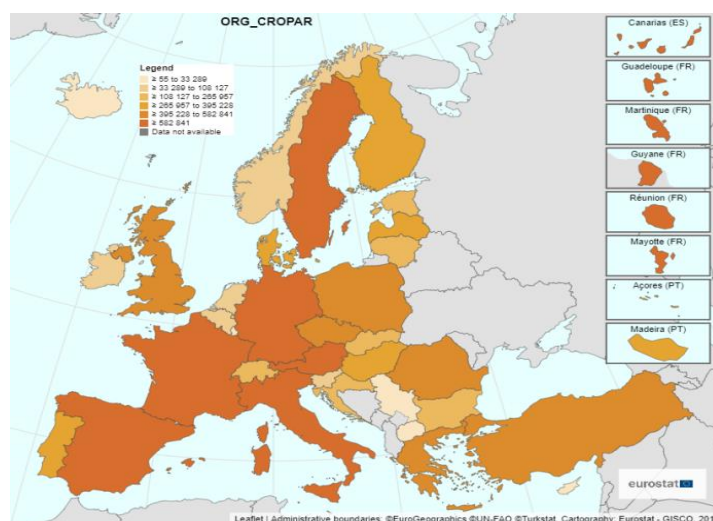 ORG_CROPAR
Legend
≥ 55 to 33 289
≥ 33 289 to 108 127
≥ 108 127 to 265 957
≥ 265 957 to 395 228
≥ 395 228 to 582 841
≥ 582 841
Data not available
Canarias (ES)
Guadeloupe (FR)
Martinique (FR)
Guyane (FR)
Réunion (FR)
Mayotte (FR)
Açores (PT)
Madeira (PT)
eurostat
Leaflet | Administrative boundaries: ©EuroGeographics ©UN-FAO ©Turkstat, Cartography: Eurostat - GISCO, 201